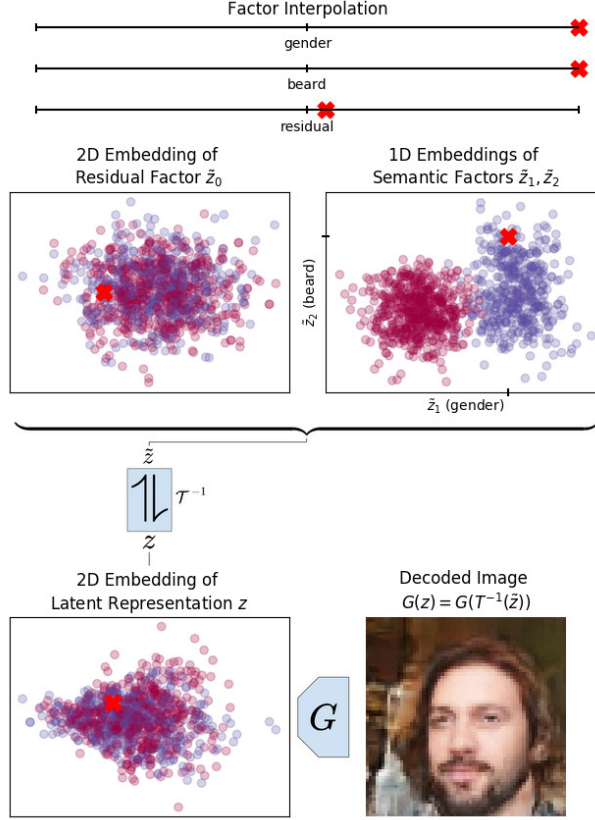 Factor Interpolation
gender
beard
residual
2D Embedding of
Residual Factor z̃₀
1D Embeddings of
Semantic Factors z̃₁, z̃₂
z̃₂ (beard)
z̃₁ (gender)
z̃
𝒯⁻¹
z
2D Embedding of
Latent Representation z
Decoded Image
G(z) = G(T⁻¹(z̃))
G